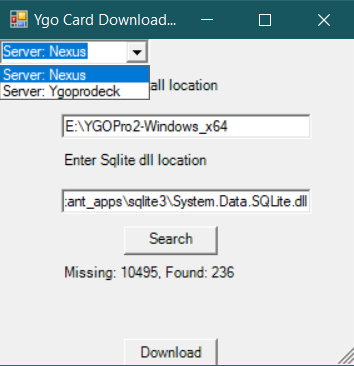 Ygo Card Download...
Server: Nexus
Server: Nexus
Server: Ygoprodeck
all location
E:\YGOPro2-Windows_x64
Enter Sqlite dll location
:ant_apps\sqlite3\System.Data.SQLite.dll
Search
Missing: 10495, Found: 236
Download